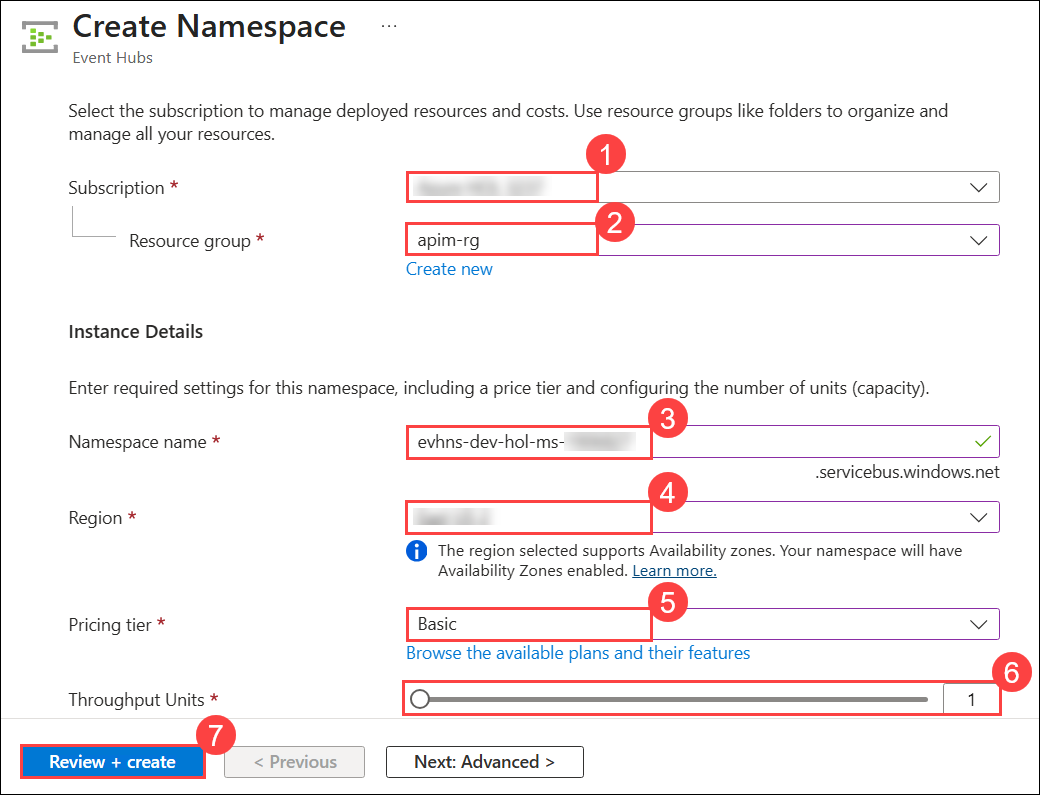 Create Namespace ...
Event Hubs
Select the subscription to manage deployed resources and costs. Use resource groups like folders to organize and
manage all your resources.
1
Subscription *
2
Resource group * apim-rg
Create new
Instance Details
Enter required settings for this namespace, including a price tier and configuring the number of units (capacity).
3
Namespace name * evhns-dev-hol-ms-
.servicebus.windows.net
4
Region *
The region selected supports Availability zones. Your namespace will have
Availability Zones enabled. Learn more.
5
Pricing tier * Basic
Browse the available plans and their features
6
Throughput Units * 1
7
Review + create < Previous Next: Advanced >